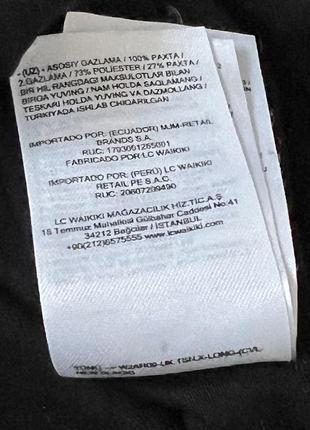 - (UZ) - ASOSIY GAZLAMA / 100% PAXTA /
2.GAZLAMA / 73% POLIESTER / 27% PAXTA /
BIR HIL RANGDAGI MAKSULOTLAR BILAN
BIRGA YUVING / NAM HOLDA SAQLAMANG /
TESKARI HOLDA YUVING VA DAZMOLLANG /
TURKIYADA ISHLAB CHIQARILGAN
IMPORTADO POR: (ECUADOR) MJM-RETAIL
BRANDS S.A.
RUC: 1793061265001
FABRICADO POR:LC WAIKIKI
IMPORTADO POR: (PERÚ) LC WAIKIKI
RETAIL PE S.A.C.
RUC: 20607209490
LC WAIKIKI MAĞAZACILIK HİZ.TİC.A.Ş
15 Temmuz Mahallesi Gülbahar Caddesi No:41
34212 Bağcılar / İSTANBUL
+90(212)6575555 www.lcwaikiki.com